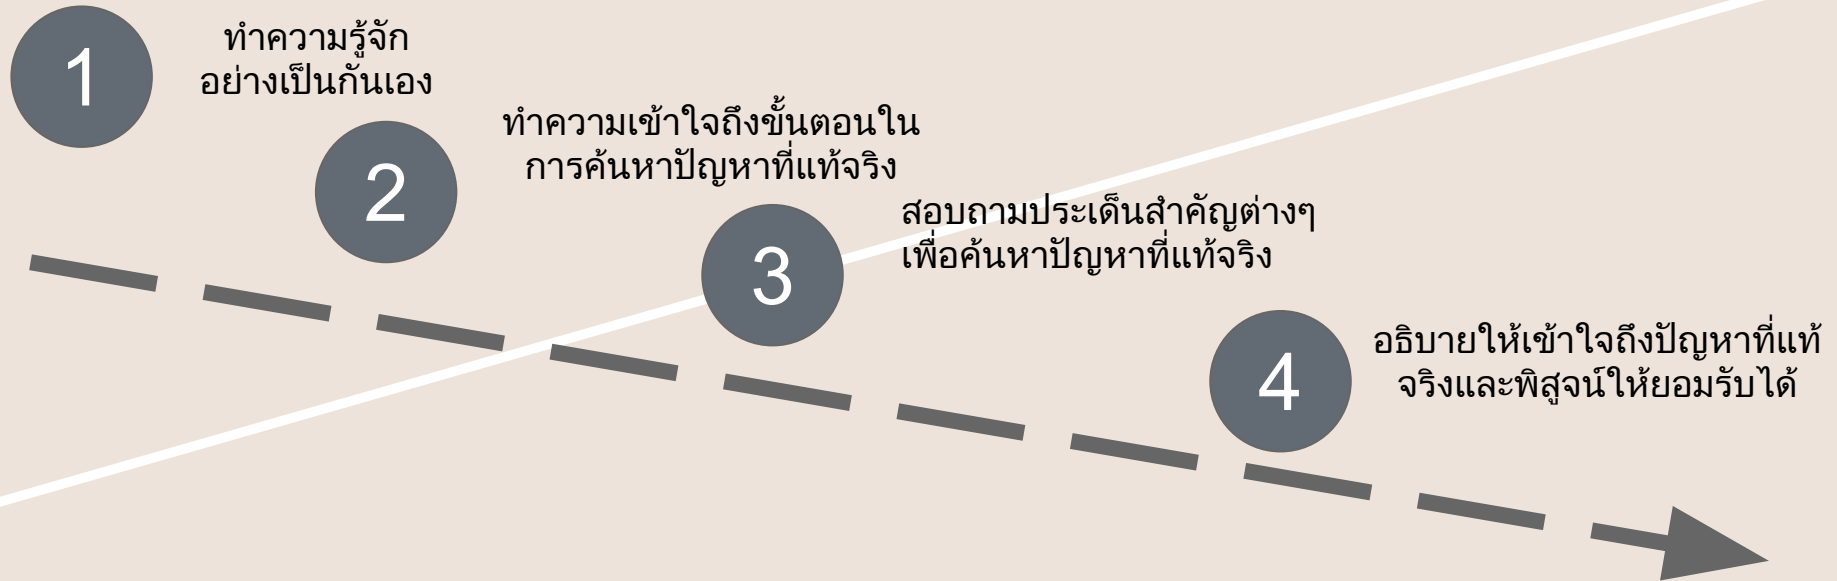 1
ทำความรู้จัก
อย่างเป็นกันเอง
2
ทำความเข้าใจถึงขั้นตอนใน
การค้นหาปัญหาที่แท้จริง
3
สอบถามประเด็นสำคัญต่างๆ
เพื่อค้นหาปัญหาที่แท้จริง
4
อธิบายให้เข้าใจถึงปัญหาที่แท้
จริงและพิสูจน์ให้ยอมรับได้